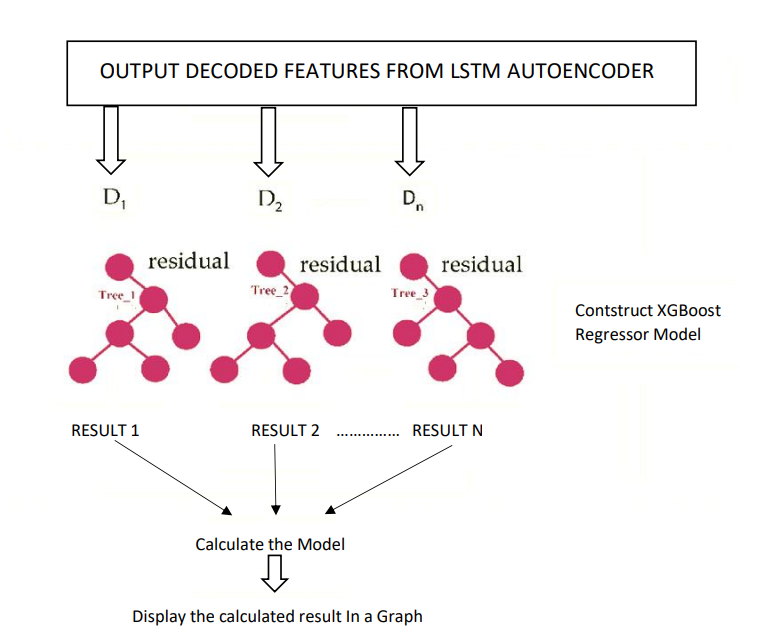 OUTPUT DECODED FEATURES FROM LSTM AUTOENCODER
D1 D2 Dn
residual residual residual
Tree_1 Tree_2 Tree_3
Contstruct XGBoost
Regressor Model
RESULT 1 RESULT 2 ............... RESULT N
Calculate the Model
Display the calculated result In a Graph